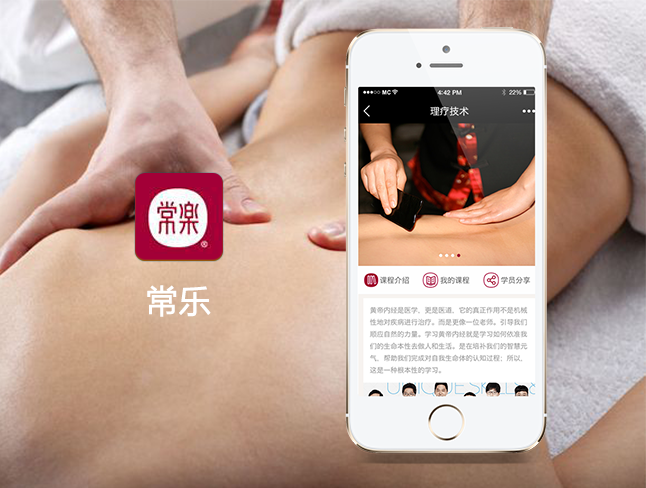 常楽
®
常乐
MC
4:42 PM
22%
理疗技术
课程介绍
我的课程
学员分享
黄帝内经是医学，更是医道，它的真正作用不是机械
性地对疾病进行治疗。而是更像一位老师。引导我们
顺应自然的力量。学习黄帝内经就是学习如何依准我
们的生命本性去做人和生活。是在培补我们的智慧元
气，帮助我们完成对自我生命体的认知过程；所以，
这是一种根本性的学习。